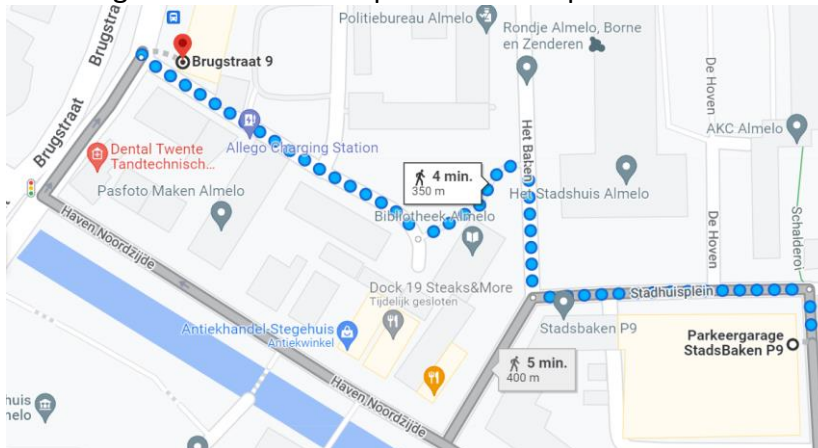 Politiebureau Almelo
Rondje Almelo, Borne
en Zenderen
Brugstraat
Brugstraat 9
De Hoven
AKC Almelo
Allego Charging Station
Het Baken
Dental Twente
Tandtechnisch...
4 min.
350 m
Brugstraat
Pasfoto Maken Almelo
Het Stadshuis Almelo
Bibliotheek Almelo
De Hoven
Schalderoi
Haven Noordzijde
Dock 19 Steaks&More
Tijdelijk gesloten
Stadhuisplein
Antiekhandel Stegehuis
Antiekwinkel
Stadsbaken P9
Parkeergarage
StadsBaken P9
5 min.
400 m
Haven Noordzijde
huis
nelo